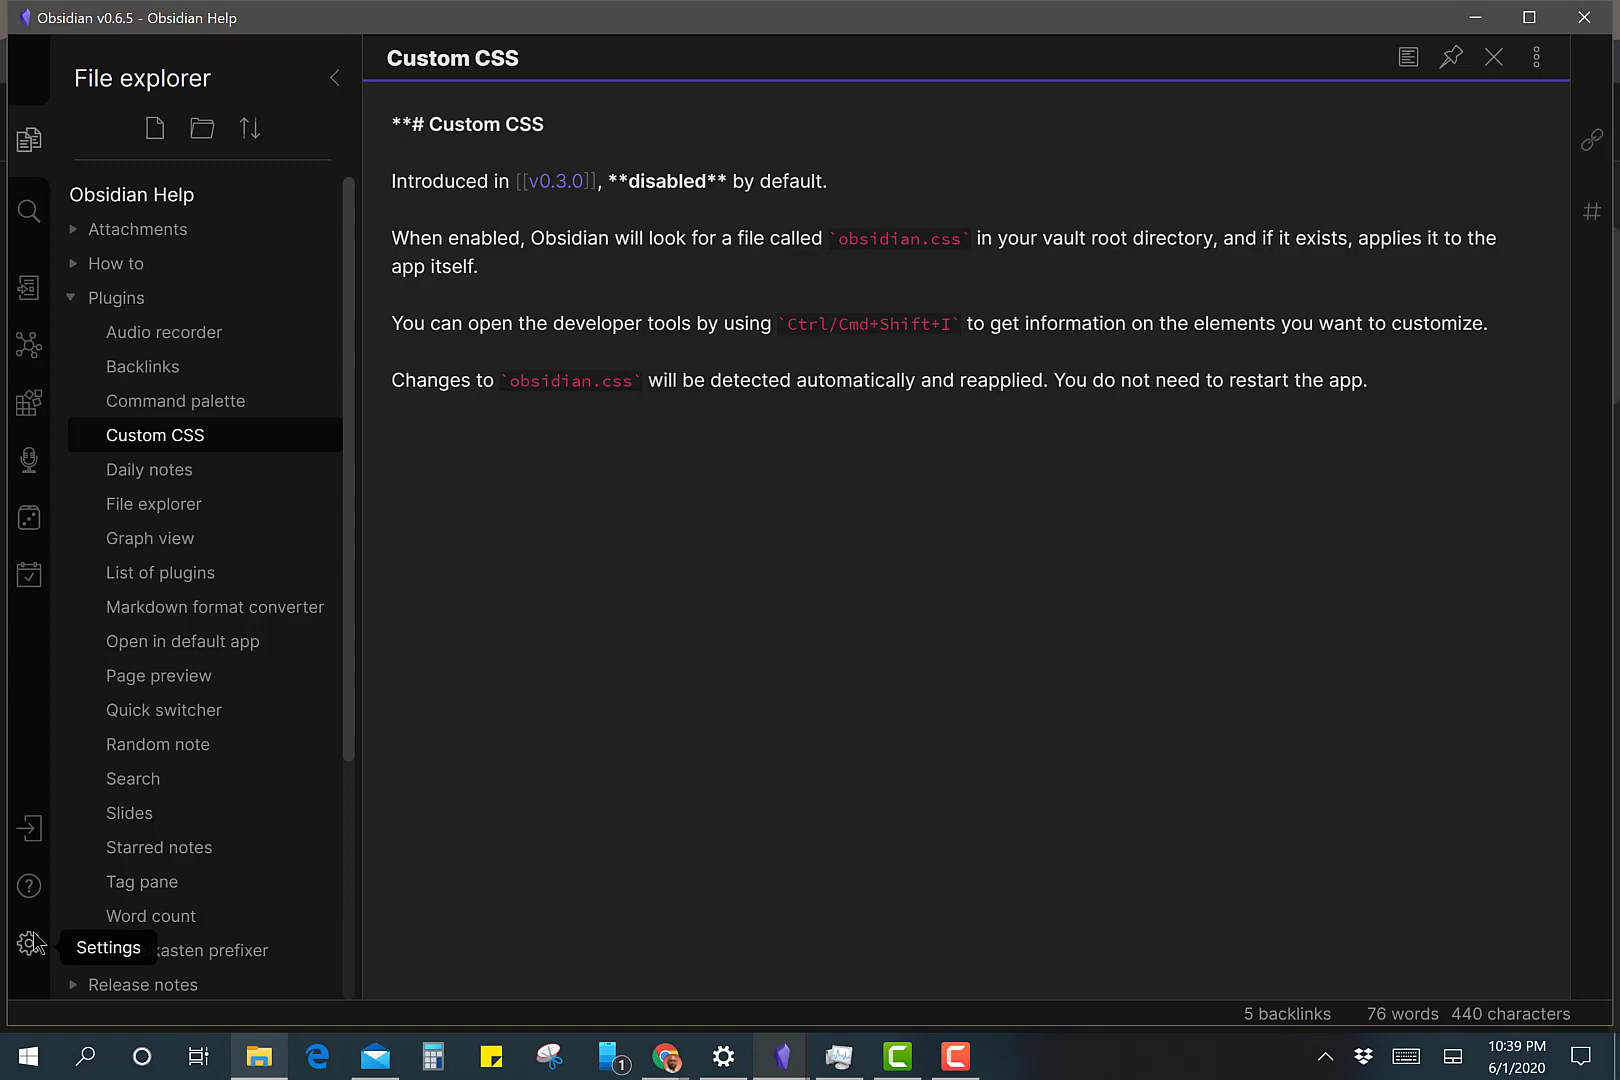 Obsidian v0.6.5 - Obsidian Help
File explorer
Obsidian Help
Attachments
How to
Plugins
Audio recorder
Backlinks
Command palette
Custom CSS
Daily notes
File explorer
Graph view
List of plugins
Markdown format converter
Open in default app
Page preview
Quick switcher
Random note
Search
Slides
Starred notes
Tag pane
Word count
Settings
kasten prefixer
Release notes
Custom CSS
**# Custom CSS
Introduced in [[v0.3.0]], **disabled** by default.
When enabled, Obsidian will look for a file called `obsidian.css` in your vault root directory, and if it exists, applies it to the
app itself.
You can open the developer tools by using `Ctrl/Cmd+Shift+I` to get information on the elements you want to customize.
Changes to `obsidian.css` will be detected automatically and reapplied. You do not need to restart the app.
5 backlinks 76 words 440 characters
1
10:39 PM
6/1/2020